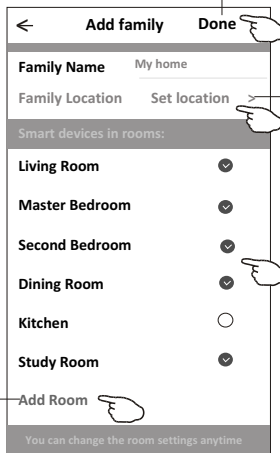 Add family Done
Family Name My home
Family Location Set location >
Smart devices in rooms:
Living Room
Master Bedroom
Second Bedroom
Dining Room
Kitchen
Study Room
Add Room
You can change the room settings anytime